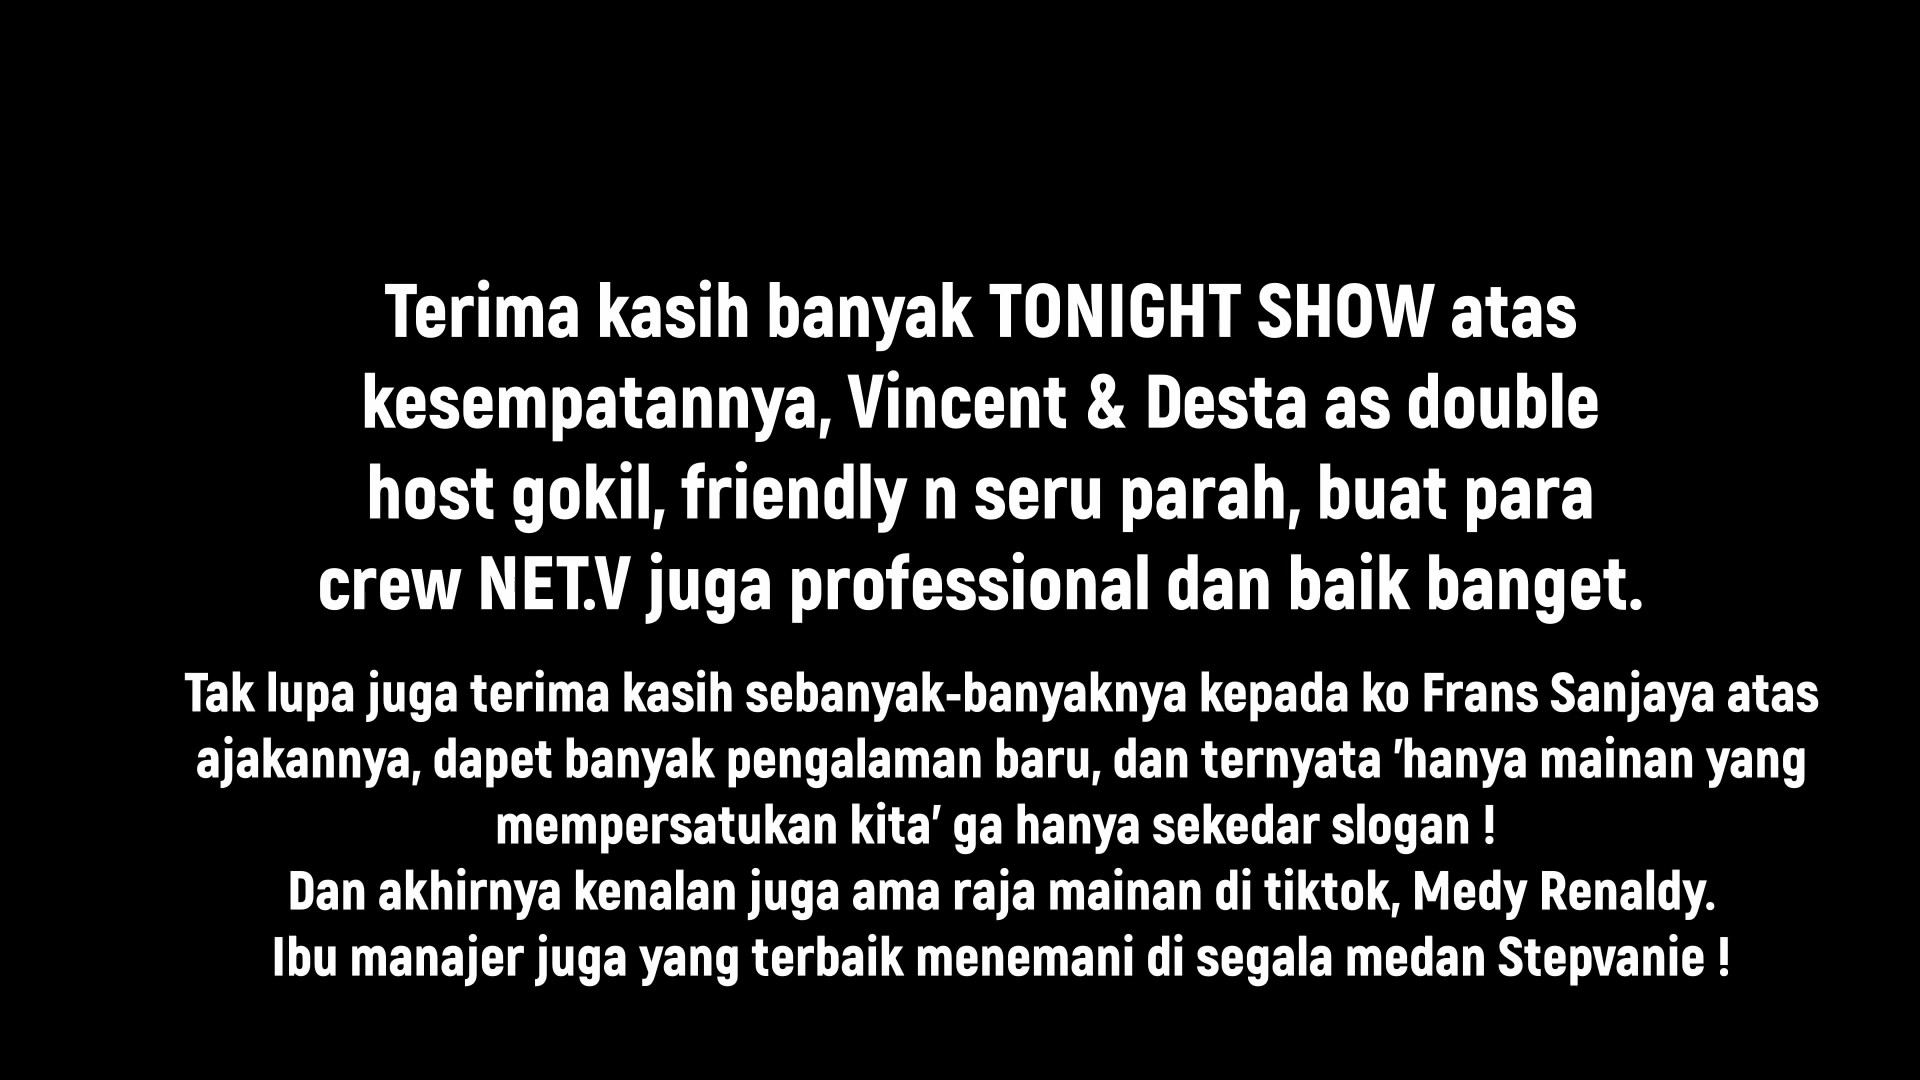 Terima kasih banyak TONIGHT SHOW atas
kesempatannya, Vincent & Desta as double
host gokil, friendly n seru parah, buat para
crew NET.V juga professional dan baik banget.
Tak lupa juga terima kasih sebanyak-banyaknya kepada ko Frans Sanjaya atas
ajakannya, dapet banyak pengalaman baru, dan ternyata 'hanya mainan yang
mempersatukan kita' ga hanya sekedar slogan !
Dan akhirnya kenalan juga ama raja mainan di tiktok, Medy Renaldy.
Ibu manajer juga yang terbaik menemani di segala medan Stepvanie !